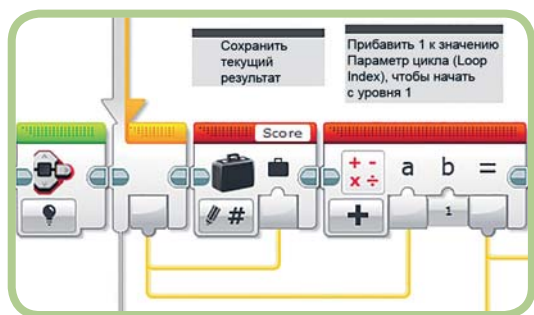 Сохранить
текущий
результат
Прибавить 1 к значению
Параметр цикла (Loop
Index), чтобы начать
с уровня 1
Score
+ -
× ÷
a b =
#
+
1